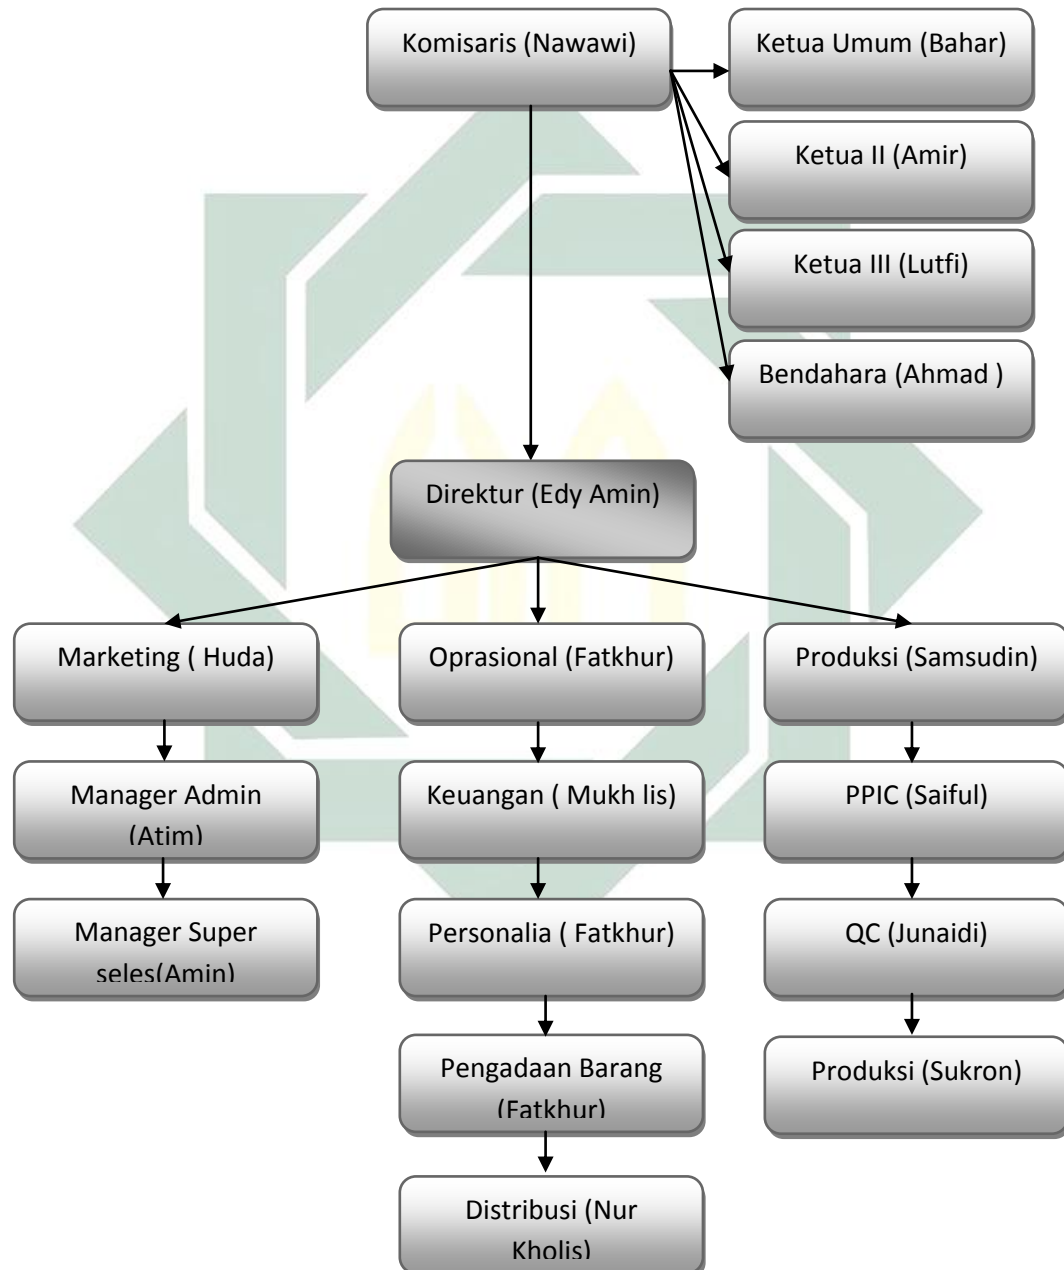 Komisaris (Nawawi)
Ketua Umum (Bahar)
Ketua II (Amir)
Ketua III (Lutfi)
Bendahara (Ahmad )
Direktur (Edy Amin)
Marketing ( Huda)
Oprasional (Fatkhur)
Produksi (Samsudin)
Manager Admin
(Atim)
Keuangan ( Mukh lis)
PPIC (Saiful)
Manager Super
seles(Amin)
Personalia ( Fatkhur)
QC (Junaidi)
Pengadaan Barang
(Fatkhur)
Produksi (Sukron)
Distribusi (Nur
Kholis)